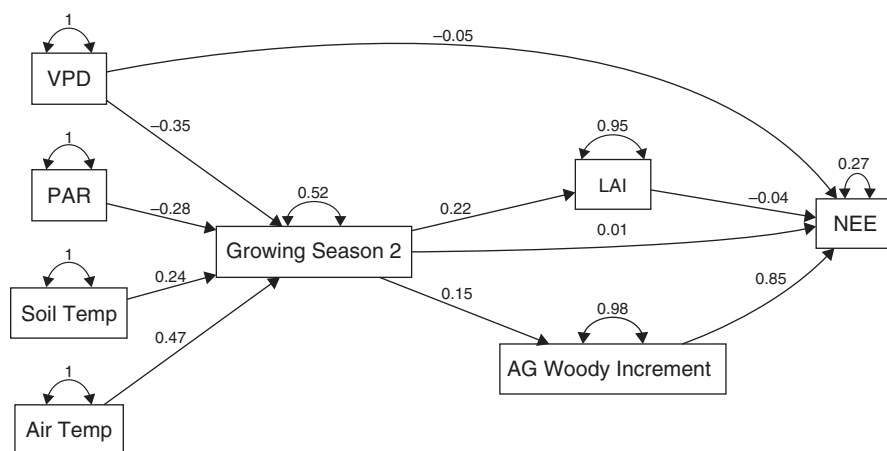 1
VPD
−0.05
−0.35
1
PAR
−0.28
0.52
Growing Season 2
0.22
0.95
LAI
−0.04
0.27
NEE
0.01
1
Soil Temp
0.24
0.47
0.15
0.98
AG Woody Increment
0.85
1
Air Temp